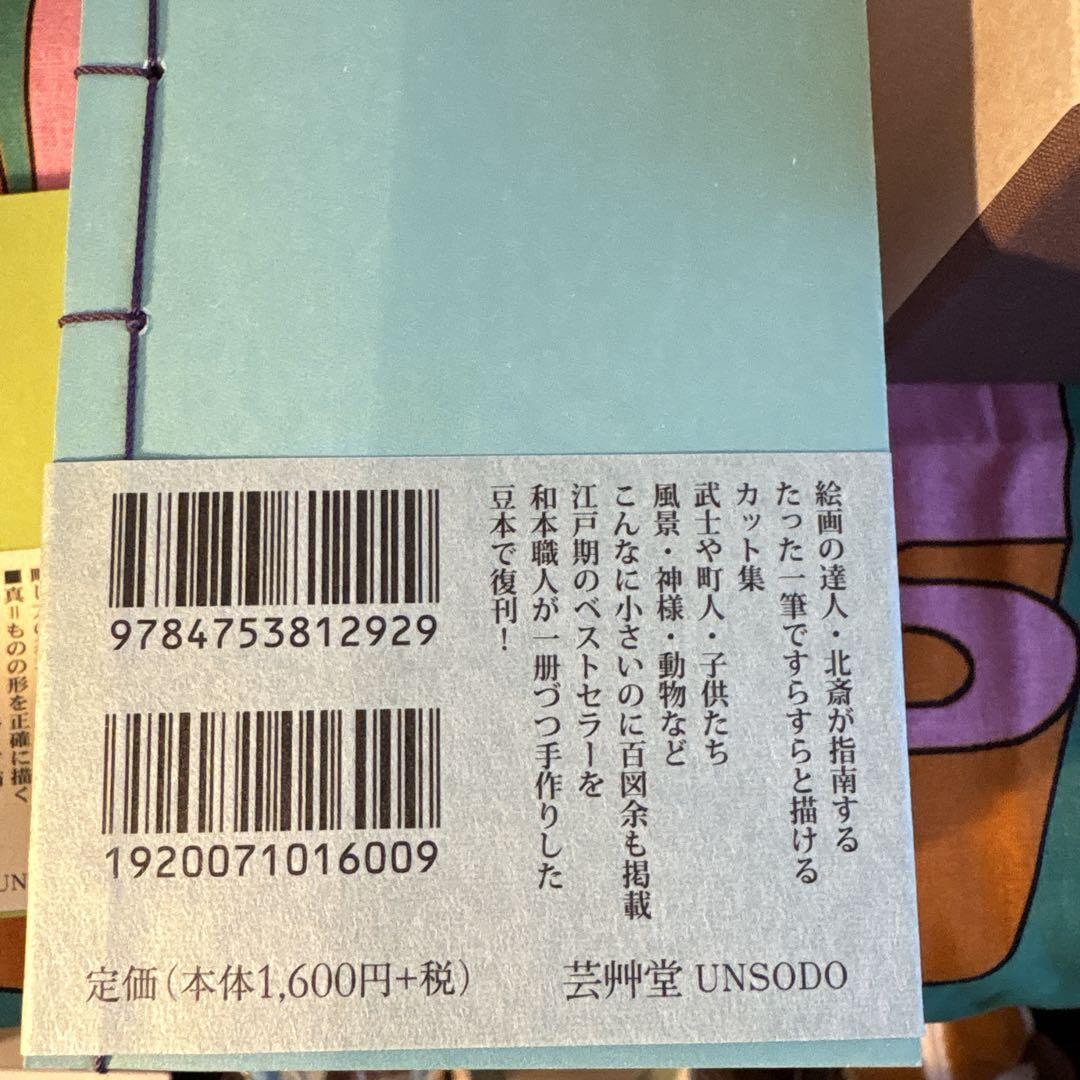 絵画の達人・北斎が指南する
たった一筆ですらすらと描ける
カット集
武士や町人・子供たち
風景・神様・動物など
こんなに小さいのに百図余も掲載
江戸期のベストセラーを
和本職人が一册づつ手作りした
豆本で復刊!
9784753812929
1920071016009
定価(本体1,600円+税)
芸艸堂 UNSODO
■真=ものの形を正確に描く
UN